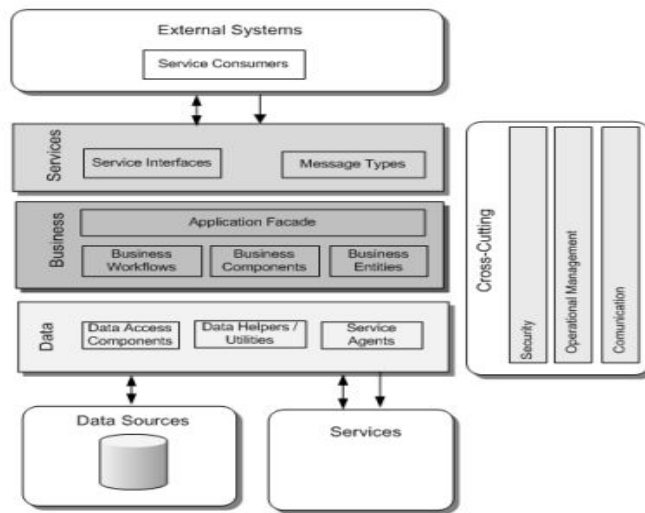 External Systems
Service Consumers
Services
Service Interfaces
Message Types
Business
Application Facade
Business
Workflows
Business
Components
Business
Entities
Data
Data Access
Components
Data Helpers /
Utilities
Service
Agents
Data Sources
Services
Cross-Cutting
Security
Operational Management
Comunication